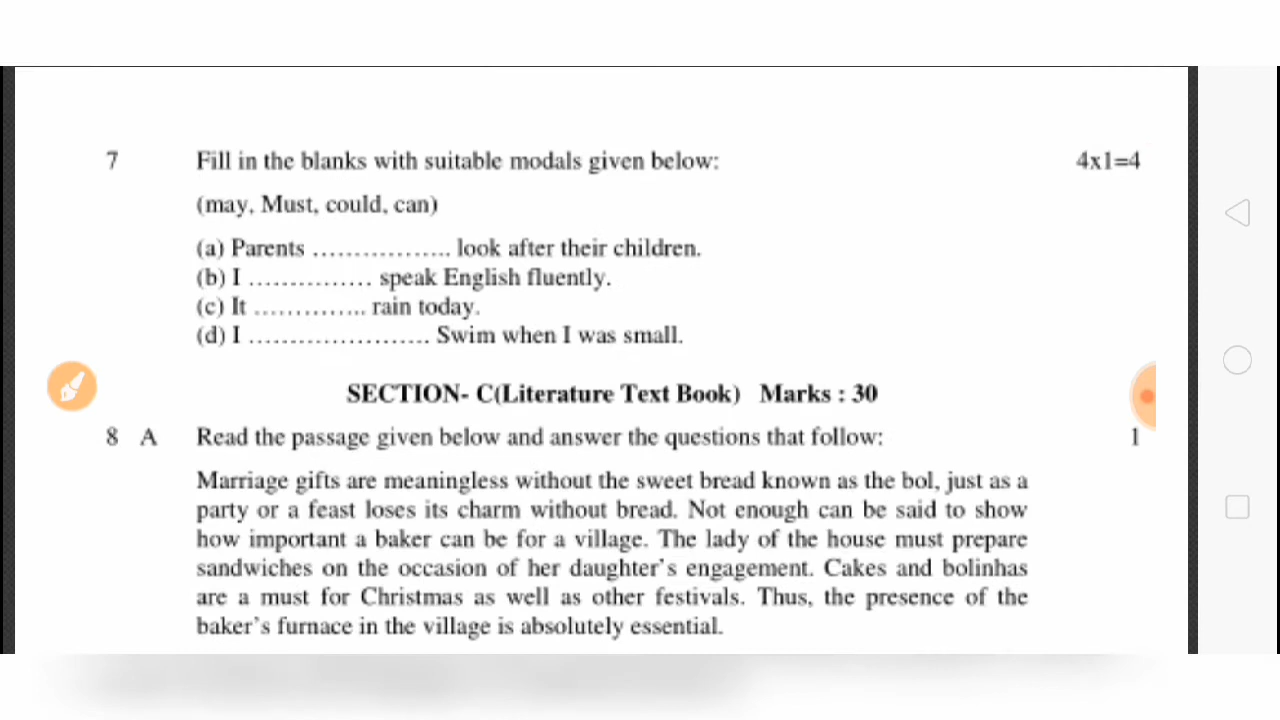 7 Fill in the blanks with suitable modals given below: 4x1=4
(may, Must, could, can)
(a) Parents ................. look after their children.
(b) I ............... speak English fluently.
(c) It .............. rain today.
(d) I ...................... Swim when I was small.
SECTION- C(Literature Text Book) Marks : 30
8 A Read the passage given below and answer the questions that follow: 1
Marriage gifts are meaningless without the sweet bread known as the bol, just as a
party or a feast loses its charm without bread. Not enough can be said to show
how important a baker can be for a village. The lady of the house must prepare
sandwiches on the occasion of her daughter's engagement. Cakes and bolinhas
are a must for Christmas as well as other festivals. Thus, the presence of the
baker's furnace in the village is absolutely essential.